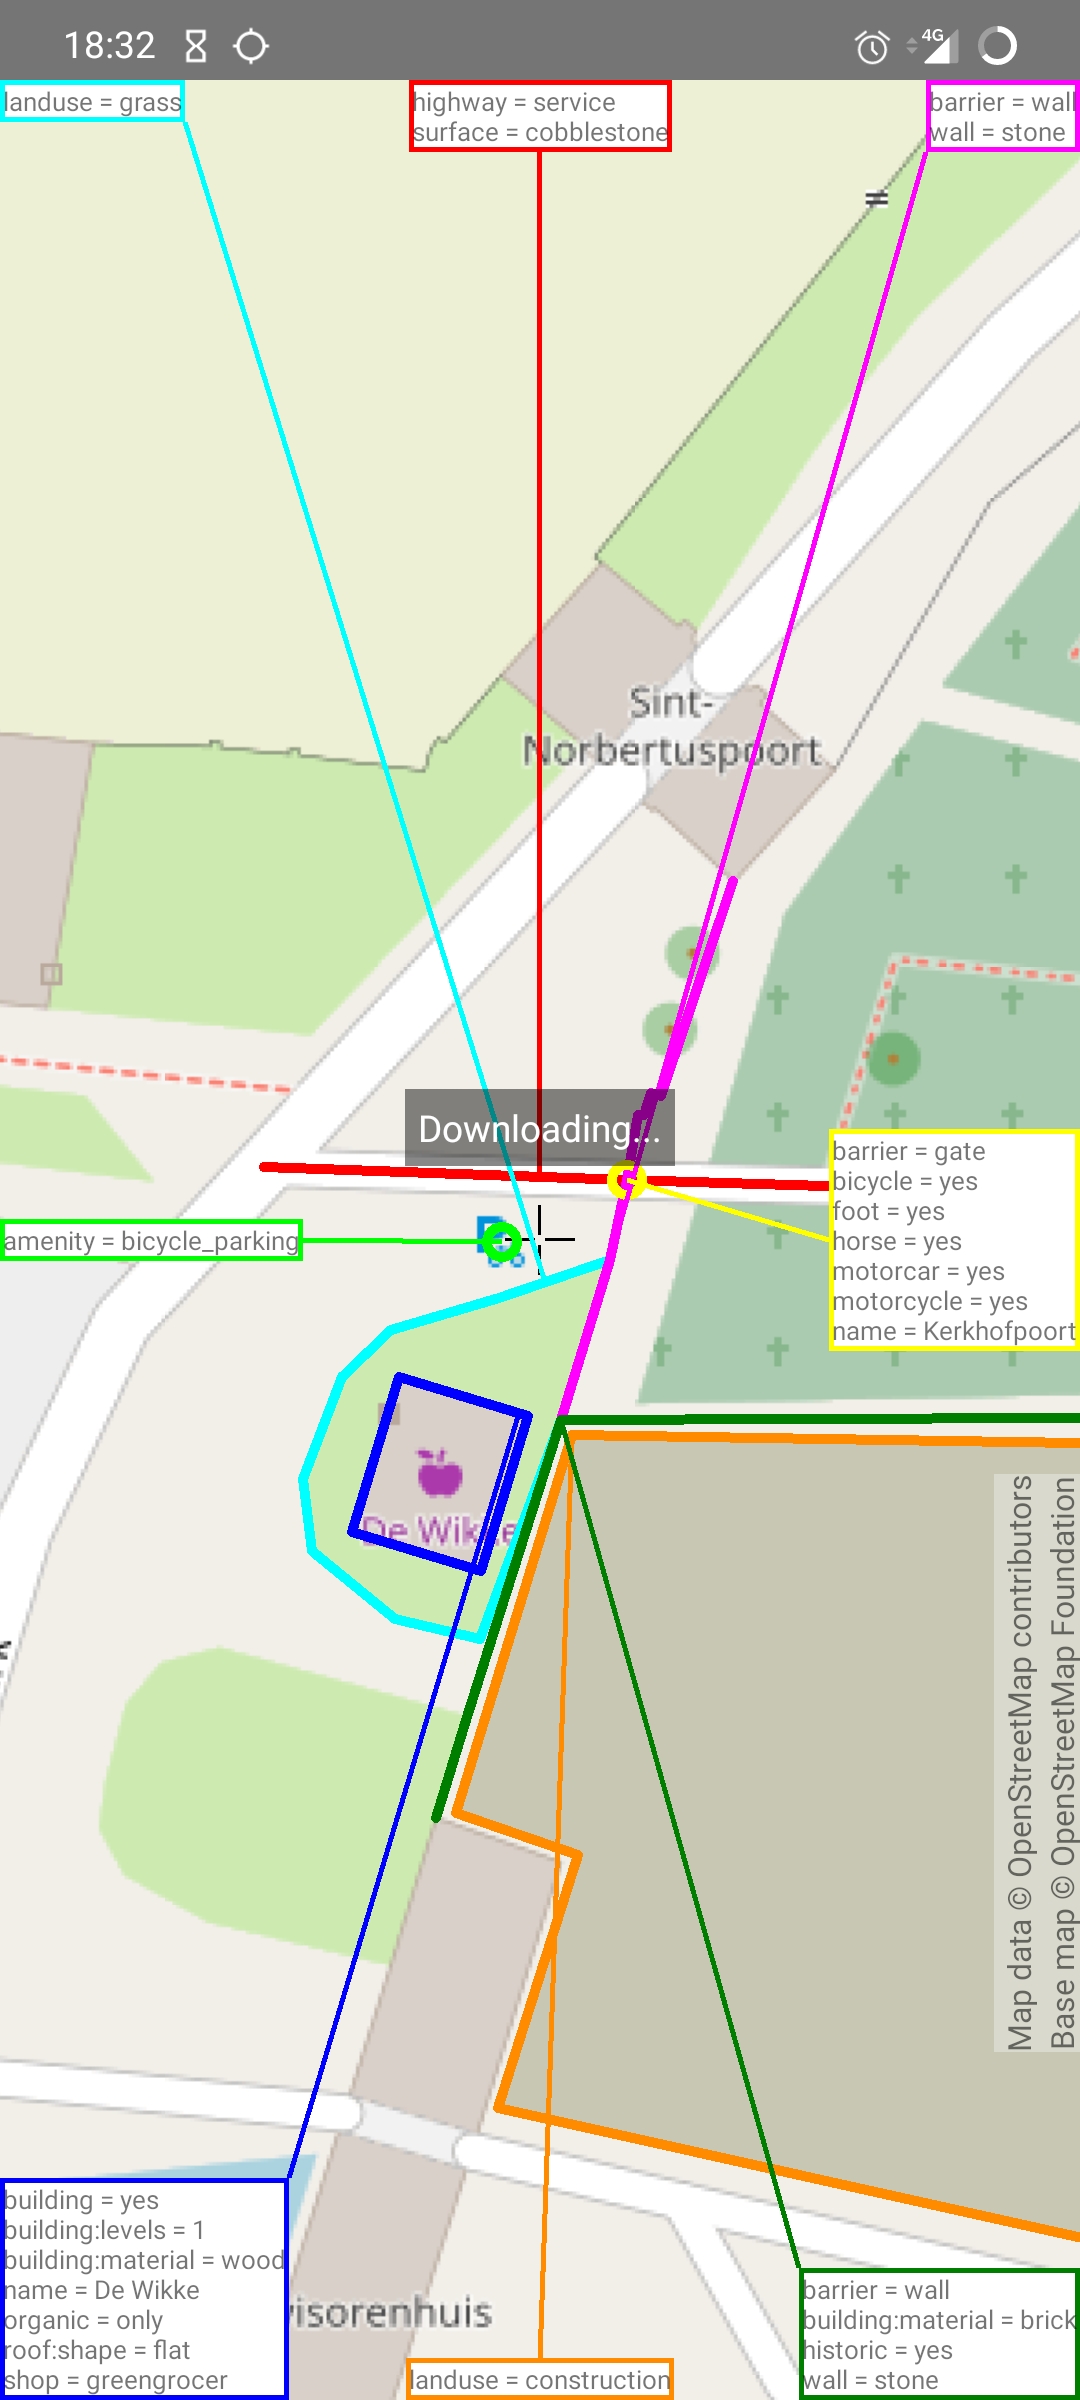 18:32
4G
landuse = grass
highway = service
surface = cobblestone
barrier = wall
wall = stone
Sint-
Norbertuspoort
Downloading...
barrier = gate
bicycle = yes
foot = yes
horse = yes
motorcar = yes
motorcycle = yes
name = Kerkhofpoort
amenity = bicycle_parking
De Wikke
Map data © OpenStreetMap contributors
Base map © OpenStreetMap Foundation
building = yes
building:levels = 1
building:material = wood
name = De Wikke
organic = only
roof:shape = flat
shop = greengrocer
visorenhuis
landuse = construction
barrier = wall
building:material = brick
historic = yes
wall = stone